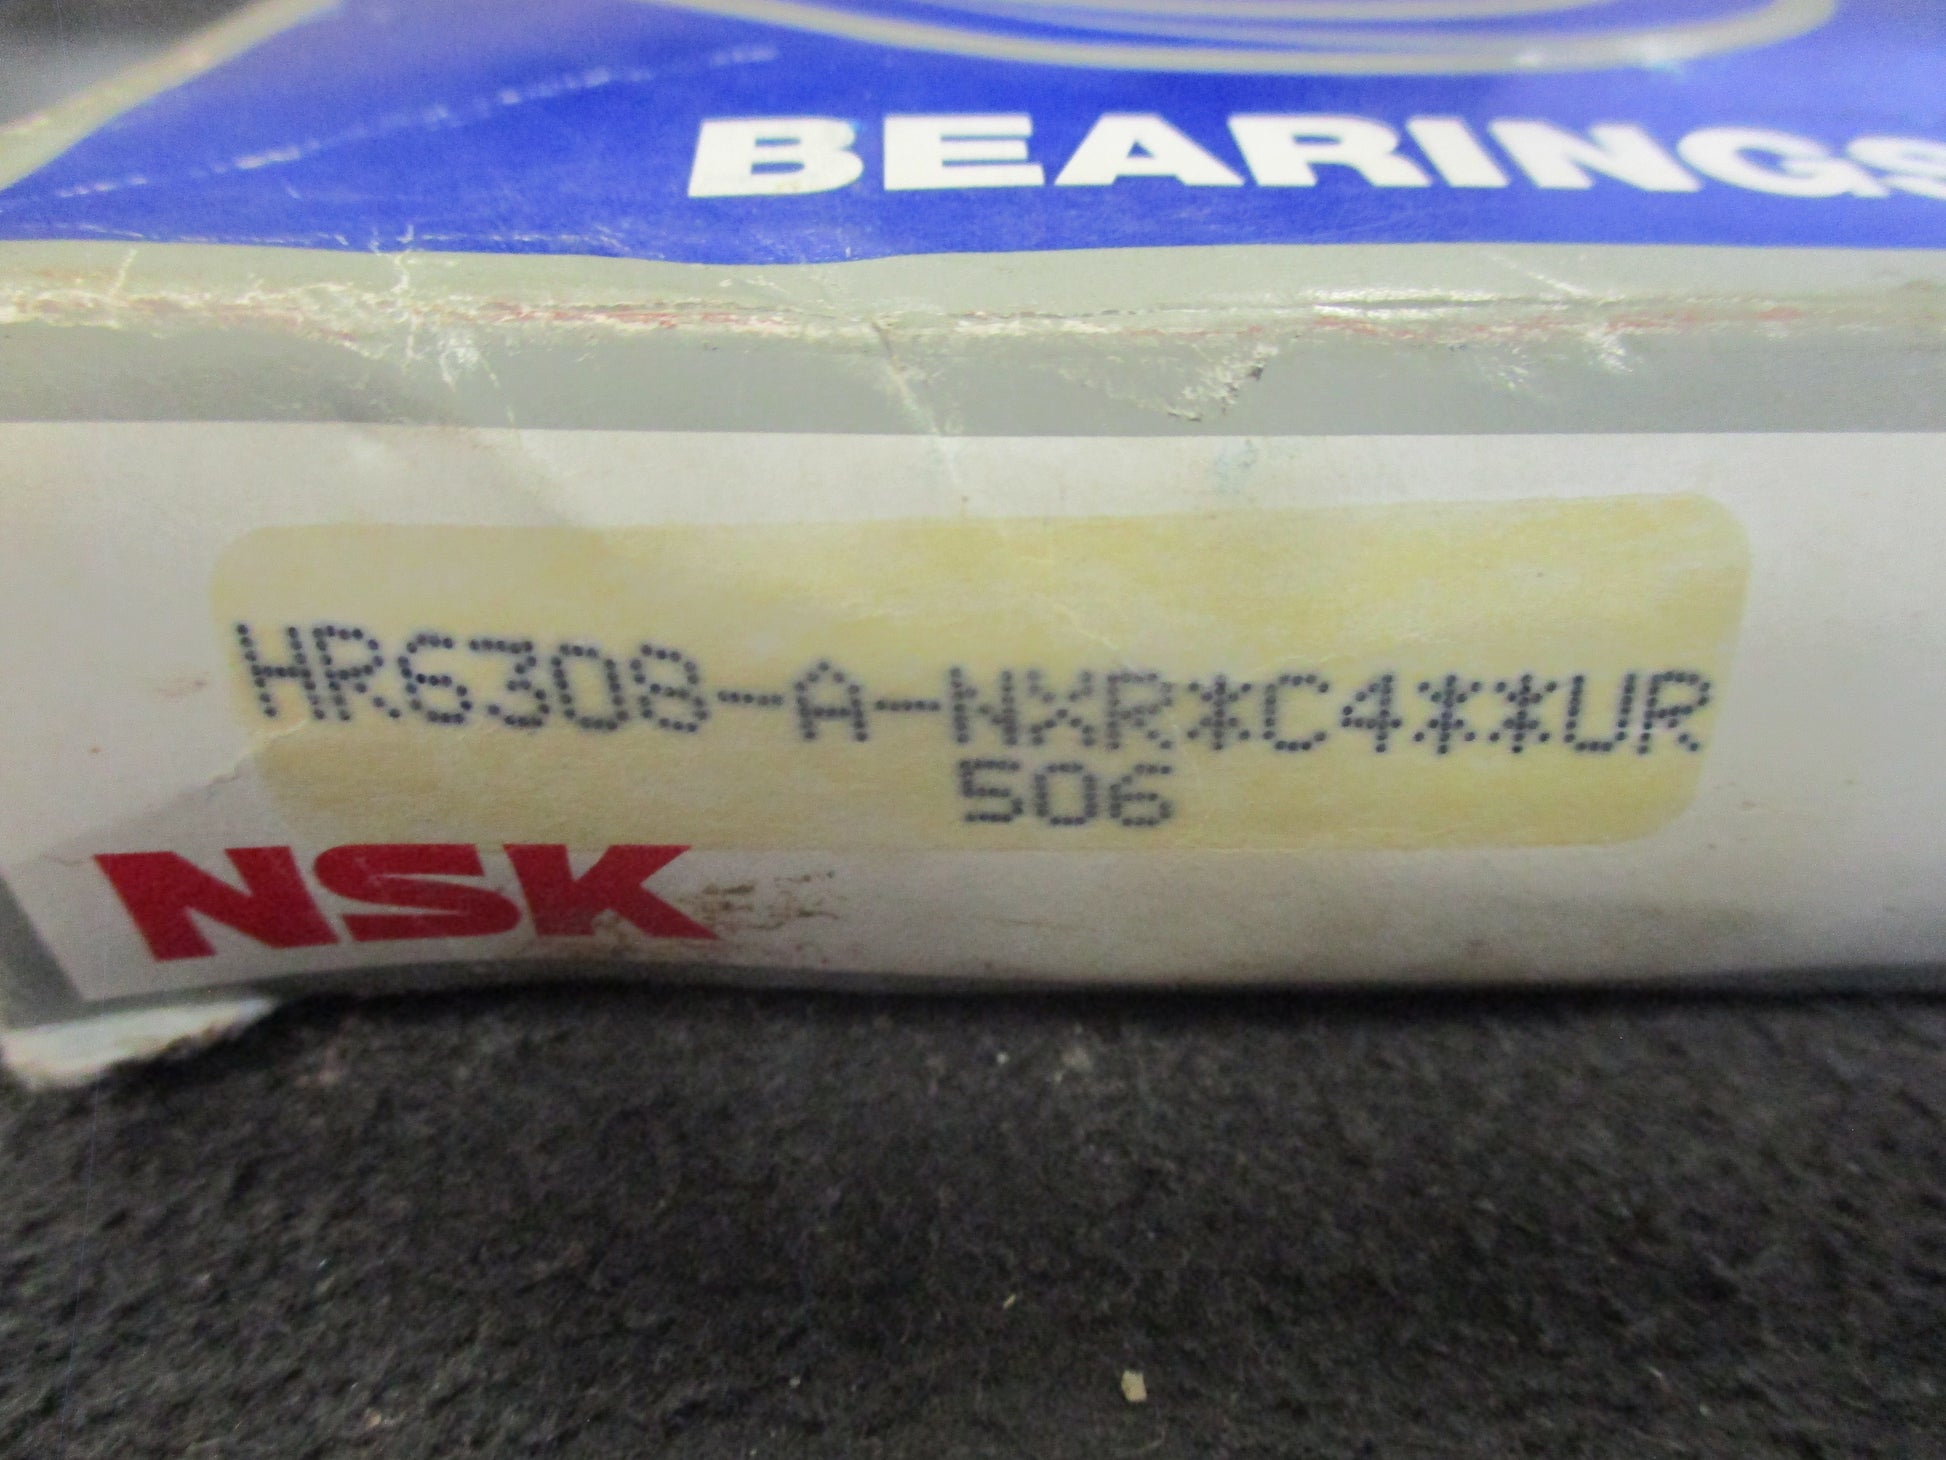 BEARINGS
HR6308-A-NXR*C4**UR
506
NSK